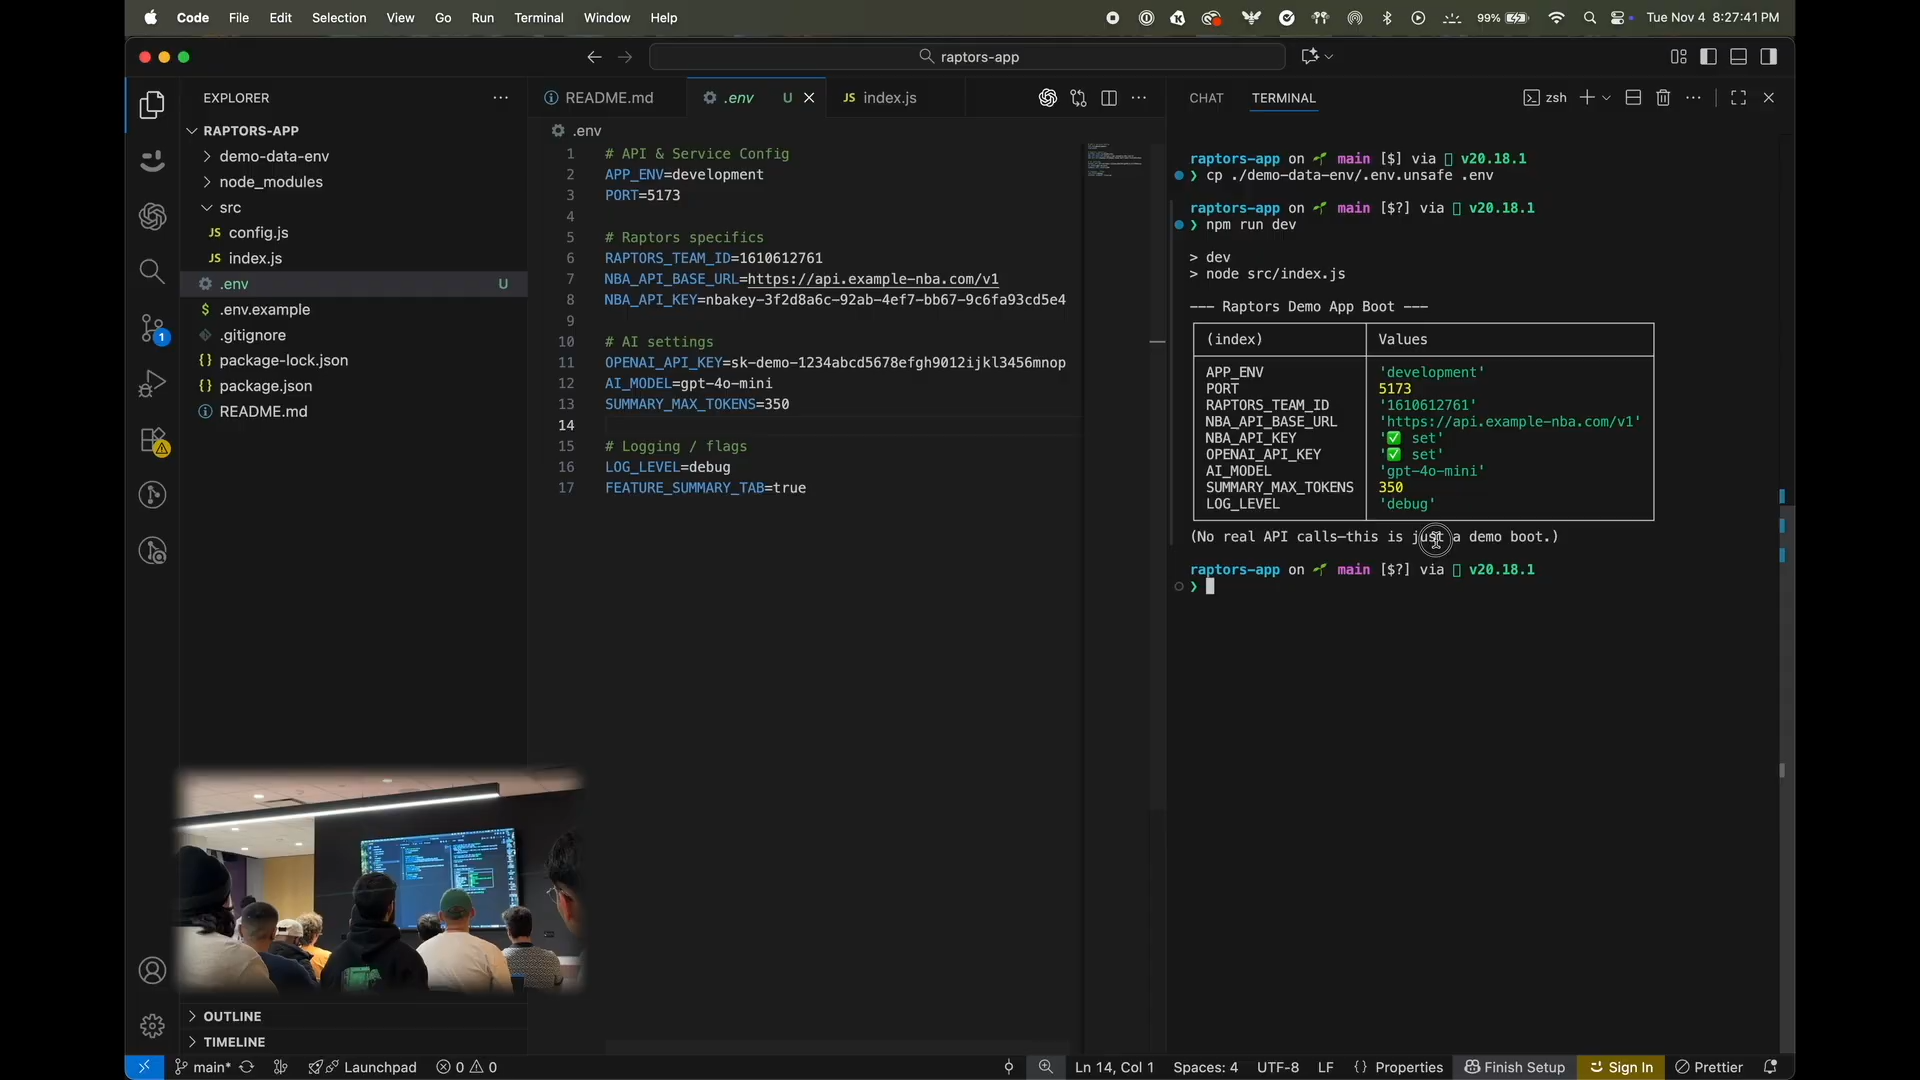 Code File Edit Selection View Go Run Terminal Window Help 99% Tue Nov 4 8:27:41 PM
raptors-app
EXPLORER
RAPTORS-APP
demo-data-env
node_modules
src
JS config.js
JS index.js
.env U
$ .env.example
.gitignore
{} package-lock.json
{} package.json
README.md
1
OUTLINE
TIMELINE
README.md
.env U
JS index.js
.env
1 # API & Service Config
2 APP_ENV=development
3 PORT=5173
4
5 # Raptors specifics
6 RAPTORS_TEAM_ID=1610612761
7 NBA_API_BASE_URL=https://api.example-nba.com/v1
8 NBA_API_KEY=nbakey-3f2d8a6c-92ab-4ef7-bb67-9c6fa93cd5e4
9
10 # AI settings
11 OPENAI_API_KEY=sk-demo-1234abcd5678efgh9012ijkl3456mnop
12 AI_MODEL=gpt-4o-mini
13 SUMMARY_MAX_TOKENS=350
14
15 # Logging / flags
16 LOG_LEVEL=debug
17 FEATURE_SUMMARY_TAB=true
CHAT TERMINAL zsh
raptors-app on main [$] via v20.18.1
❯ cp ./demo-data-env/.env.unsafe .env
raptors-app on main [$?] via v20.18.1
❯ npm run dev
> dev
> node src/index.js
——— Raptors Demo App Boot ———
(index) Values
APP_ENV 'development'
PORT 5173
RAPTORS_TEAM_ID '1610612761'
NBA_API_BASE_URL 'https://api.example-nba.com/v1'
NBA_API_KEY '✅ set'
OPENAI_API_KEY '✅ set'
AI_MODEL 'gpt-4o-mini'
SUMMARY_MAX_TOKENS 350
LOG_LEVEL 'debug'
(No real API calls—this is just a demo boot.)
raptors-app on main [$?] via v20.18.1
❯
main* Launchpad 0 0 Ln 14, Col 1 Spaces: 4 UTF-8 LF {} Properties Finish Setup Sign In Prettier